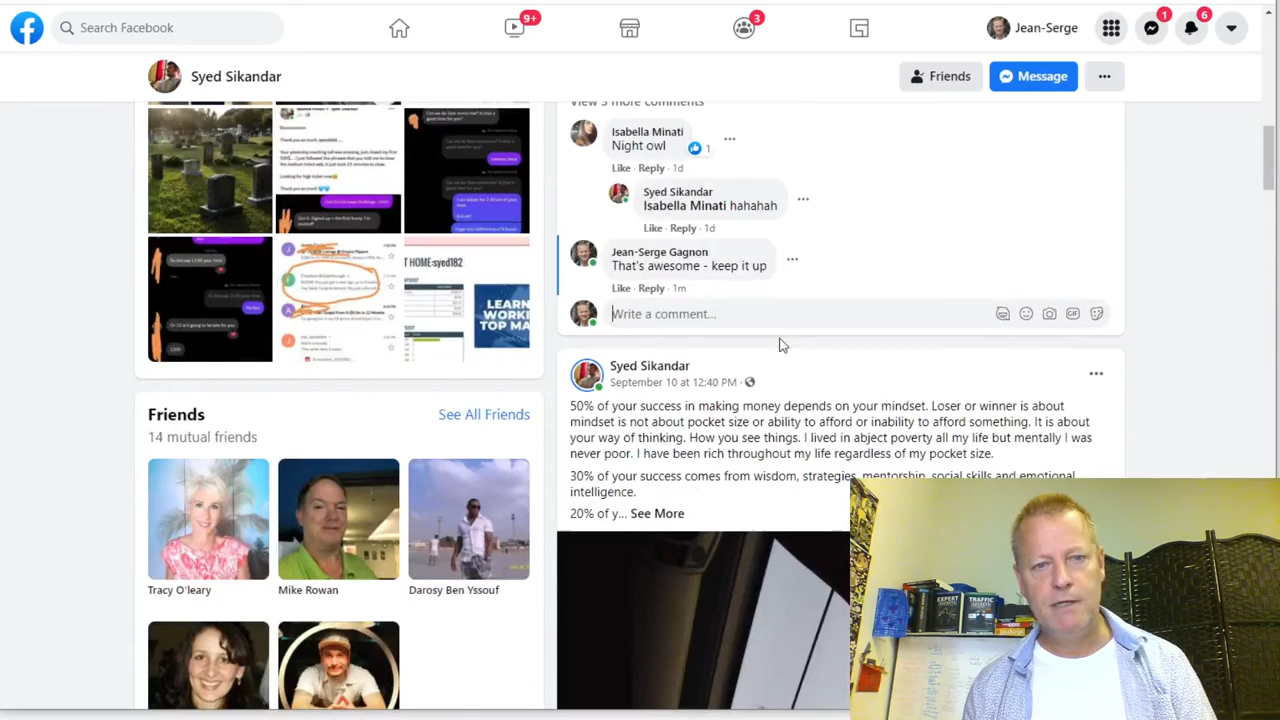 Search Facebook
9+
3
Jean-Serge
1
6
Syed Sikandar
Friends
Message
View 3 more comments
Isabella Minati
Night owl
1
Like · Reply · 1d
Syed Sikandar
Isabella Minati hahahah
Like · Reply · 1d
Jean-Serge Gagnon
That's awesome - keep it up
Like · Reply · 1m
Write a comment...
GIF
T HOME-syed182
LEARN
WORKI
TOP MA
Friends
See All Friends
14 mutual friends
Tracy O'leary
Mike Rowan
Darosy Ben Yssouf
Syed Sikandar
September 10 at 12:40 PM ·
50% of your success in making money depends on your mindset. Loser or winner is about
mindset is not about pocket size or ability to afford or inability to afford something. It is about
your way of thinking. How you see things. I lived in abject poverty all my life but mentally I was
never poor. I have been rich throughout my life regardless of my pocket size.
30% of your success comes from wisdom, strategies, mentorship, social skills and emotional
intelligence.
20% of y... See More
EXPERT
SECRETS
TRAFFIC
SECRETS